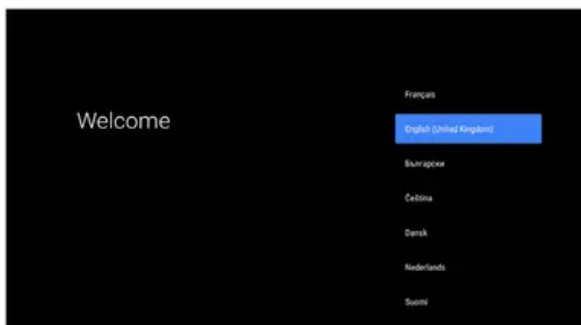 Welcome
Français
English (United Kingdom)
Български
Čeština
Dansk
Nederlands
Suomi